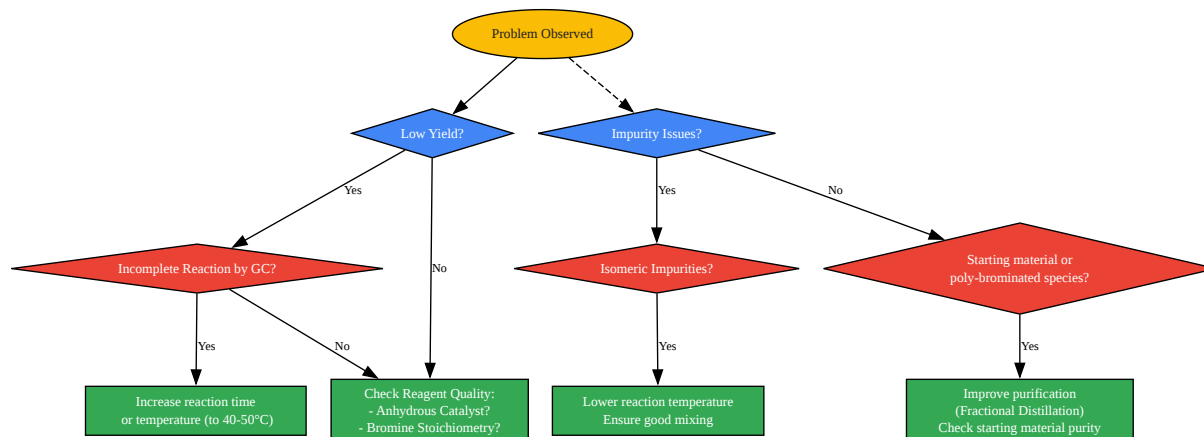 Problem Observed
Low Yield?
Impurity Issues?
Yes
Yes
No
No
Incomplete Reaction by GC?
Isomeric Impurities?
Starting material or
poly-brominated species?
Yes
No
Yes
Yes
Increase reaction time
or temperature (to 40-50°C)
Check Reagent Quality:
- Anhydrous Catalyst?
- Bromine Stoichiometry?
Lower reaction temperature
Ensure good mixing
Improve purification
(Fractional Distillation)
Check starting material purity